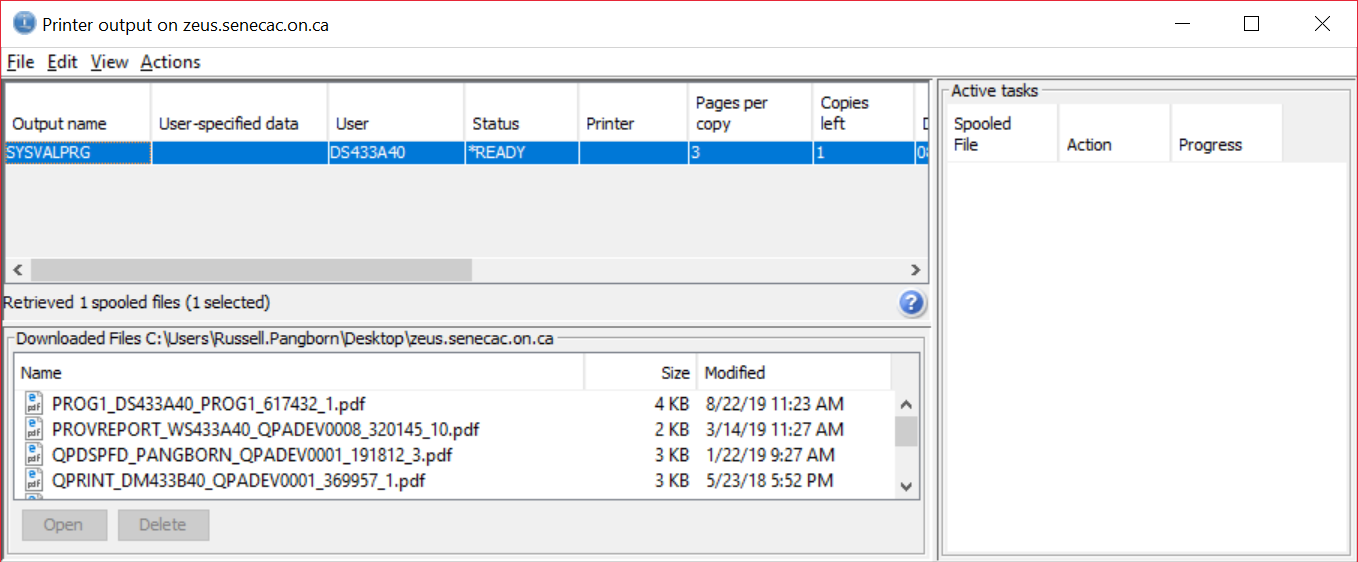 Printer output on zeus.senecac.on.ca
File Edit View Actions
Output name User-specified data User Status Printer Pages per copy Copies left
SYSVALPRG DS433A40 *READY 3 1
Retrieved 1 spooled files (1 selected)
Downloaded Files C:\Users\Russell.Pangborn\Desktop\zeus.senecac.on.ca
Name Size Modified
PROG1_DS433A40_PROG1_617432_1.pdf 4 KB 8/22/19 11:23 AM
PROVREPORT_WS433A40_QPADEV0008_320145_10.pdf 2 KB 3/14/19 11:27 AM
QPDSPFD_PANGBORN_QPADEV0001_191812_3.pdf 3 KB 1/22/19 9:27 AM
QPRINT_DM433B40_QPADEV0001_369957_1.pdf 3 KB 5/23/18 5:52 PM
Open Delete
Active tasks
Spooled File Action Progress